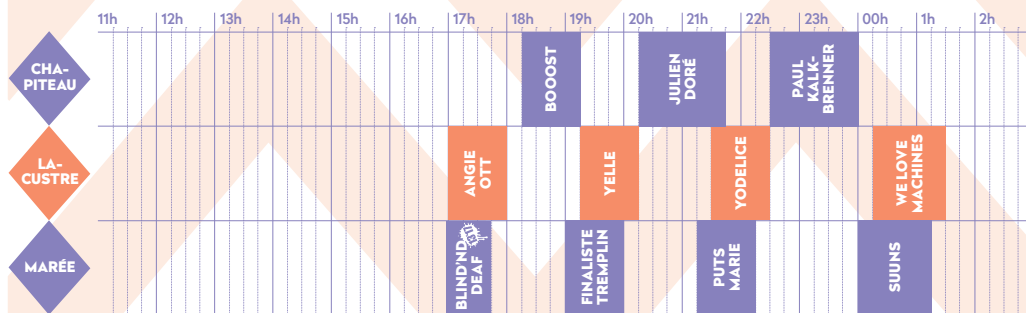 11h 12h 13h 14h 15h 16h 17h 18h 19h 20h 21h 22h 23h 00h 1h 2h
CHA-
PITEAU
BOOOST
JULIEN
DORÉ
PAUL
KALK-
BRENNER
LA-
CUSTRE
ANGIE
OTT
YELLE
YODELICE
WE LOVE
MACHINES
MARÉE
BLIND'ND
DEAF
FINALISTE
TREMPLIN
PUTS
MARIE
SUUNS